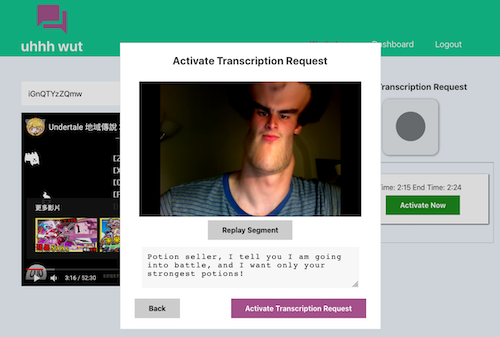 uhhh wut
Dashboard
Logout
Activate Transcription Request
iGnQTYzZQmw
Transcription Request
Undertale 地域傳說
更多影片
3:16 / 52:30
Time: 2:15 End Time: 2:24
Activate Now
Replay Segment
Potion seller, I tell you I am going
into battle, and I want only your
strongest potions!
Back
Activate Transcription Request